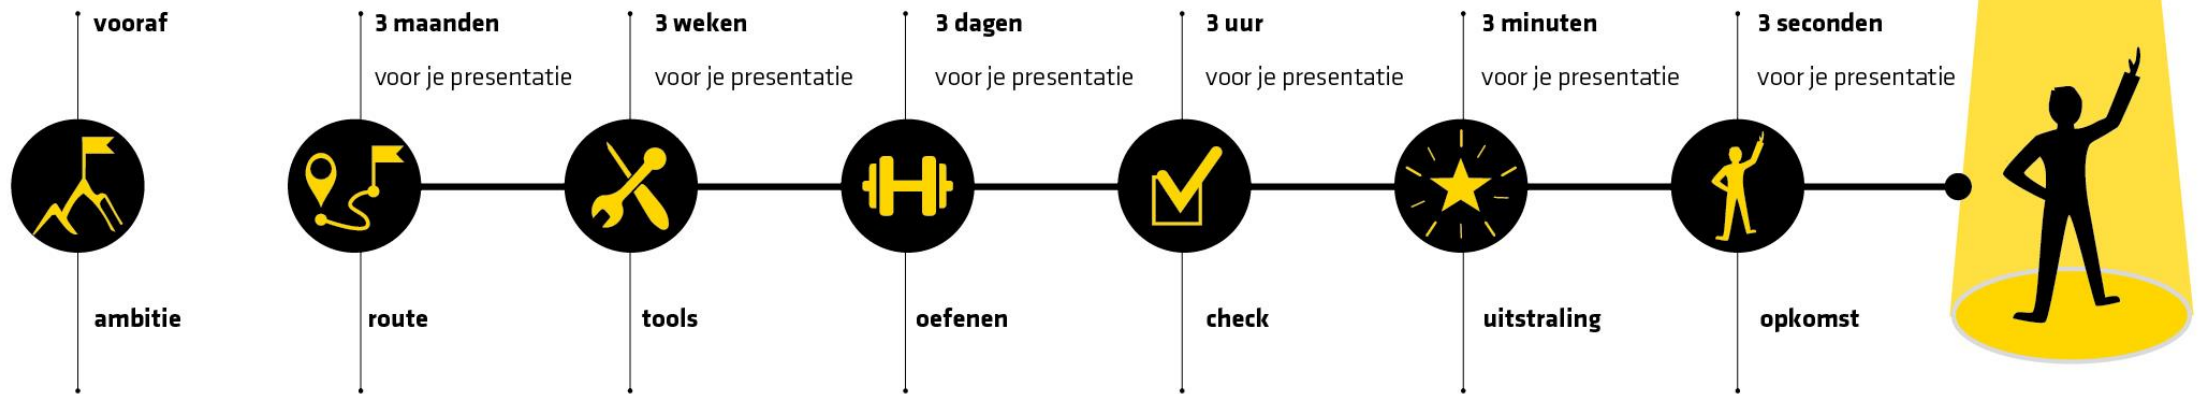 vooraf
3 maanden
voor je presentatie
3 weken
voor je presentatie
3 dagen
voor je presentatie
3 uur
voor je presentatie
3 minuten
voor je presentatie
3 seconden
voor je presentatie
ambitie
route
tools
oefenen
check
uitstraling
opkomst